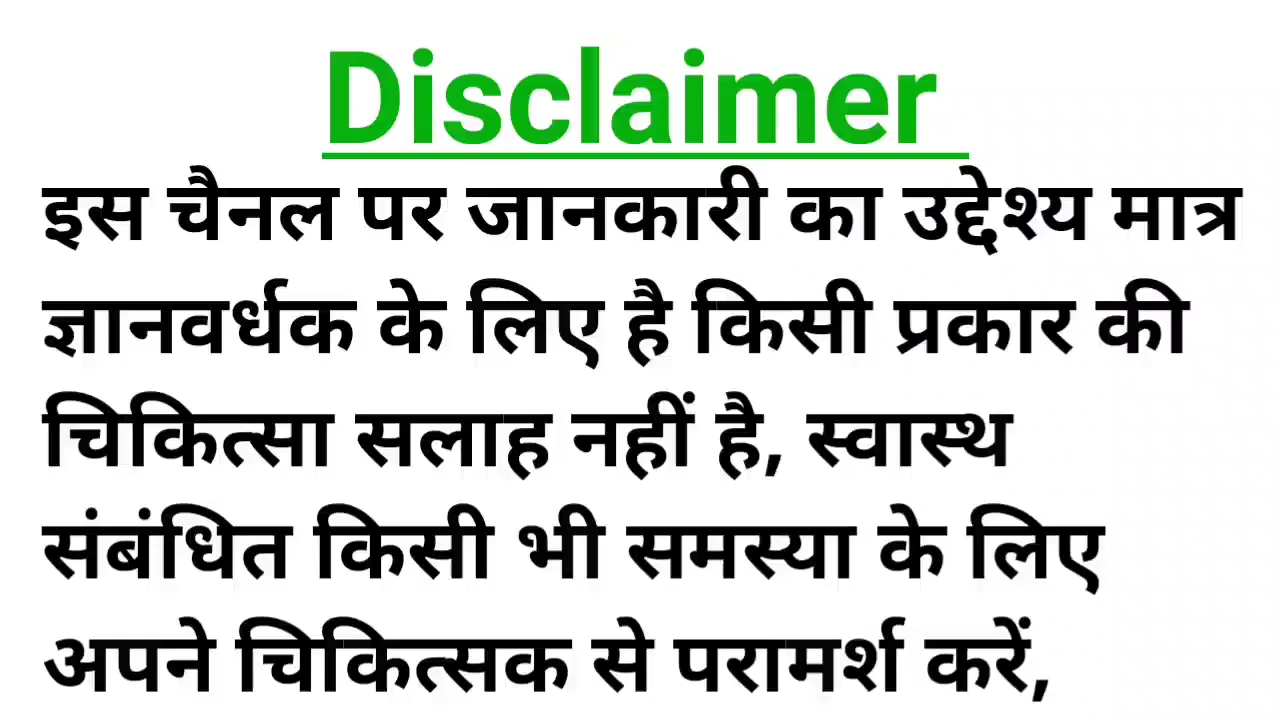 Disclaimer
इस चैनल पर जानकारी का उद्देश्य मात्र
ज्ञानवर्धक के लिए है किसी प्रकार की
चिकित्सा सलाह नहीं है, स्वास्थ
संबंधित किसी भी समस्या के लिए
अपने चिकित्सक से परामर्श करें,